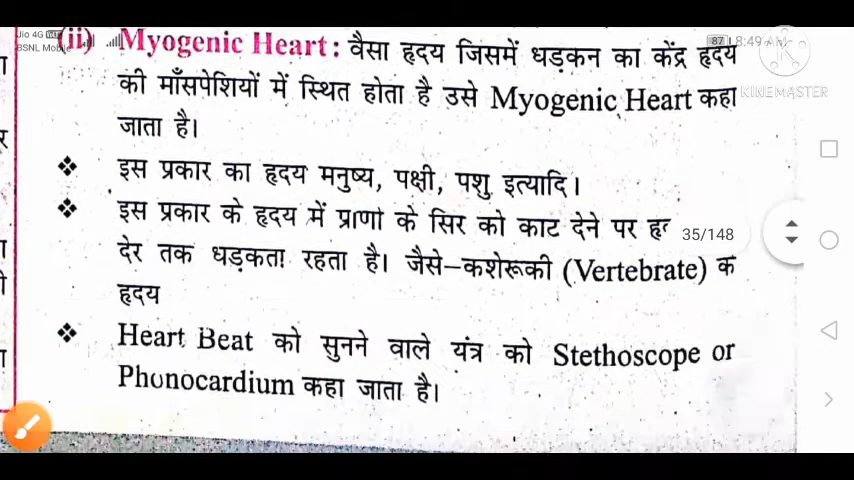 Jio 4G
BSNL Mobile
87 8:49 AM
KINEMASTER
(ii) Myogenic Heart : वैसा हृदय जिसमें धड़कन का केंद्र हृदय
की माँसपेशियों में स्थित होता है उसे Myogenic Heart कहा
जाता है।
❖ इस प्रकार का हृदय मनुष्य, पक्षी, पशु इत्यादि।
❖ इस प्रकार के हृदय में प्राणी के सिर को काट देने पर
35/148
देर तक धड़कता रहता है। जैसे–कशेरूकी (Vertebrate) क
हृदय
❖ Heart Beat को सुनने वाले यंत्र को Stethoscope or
Phonocardium कहा जाता है।